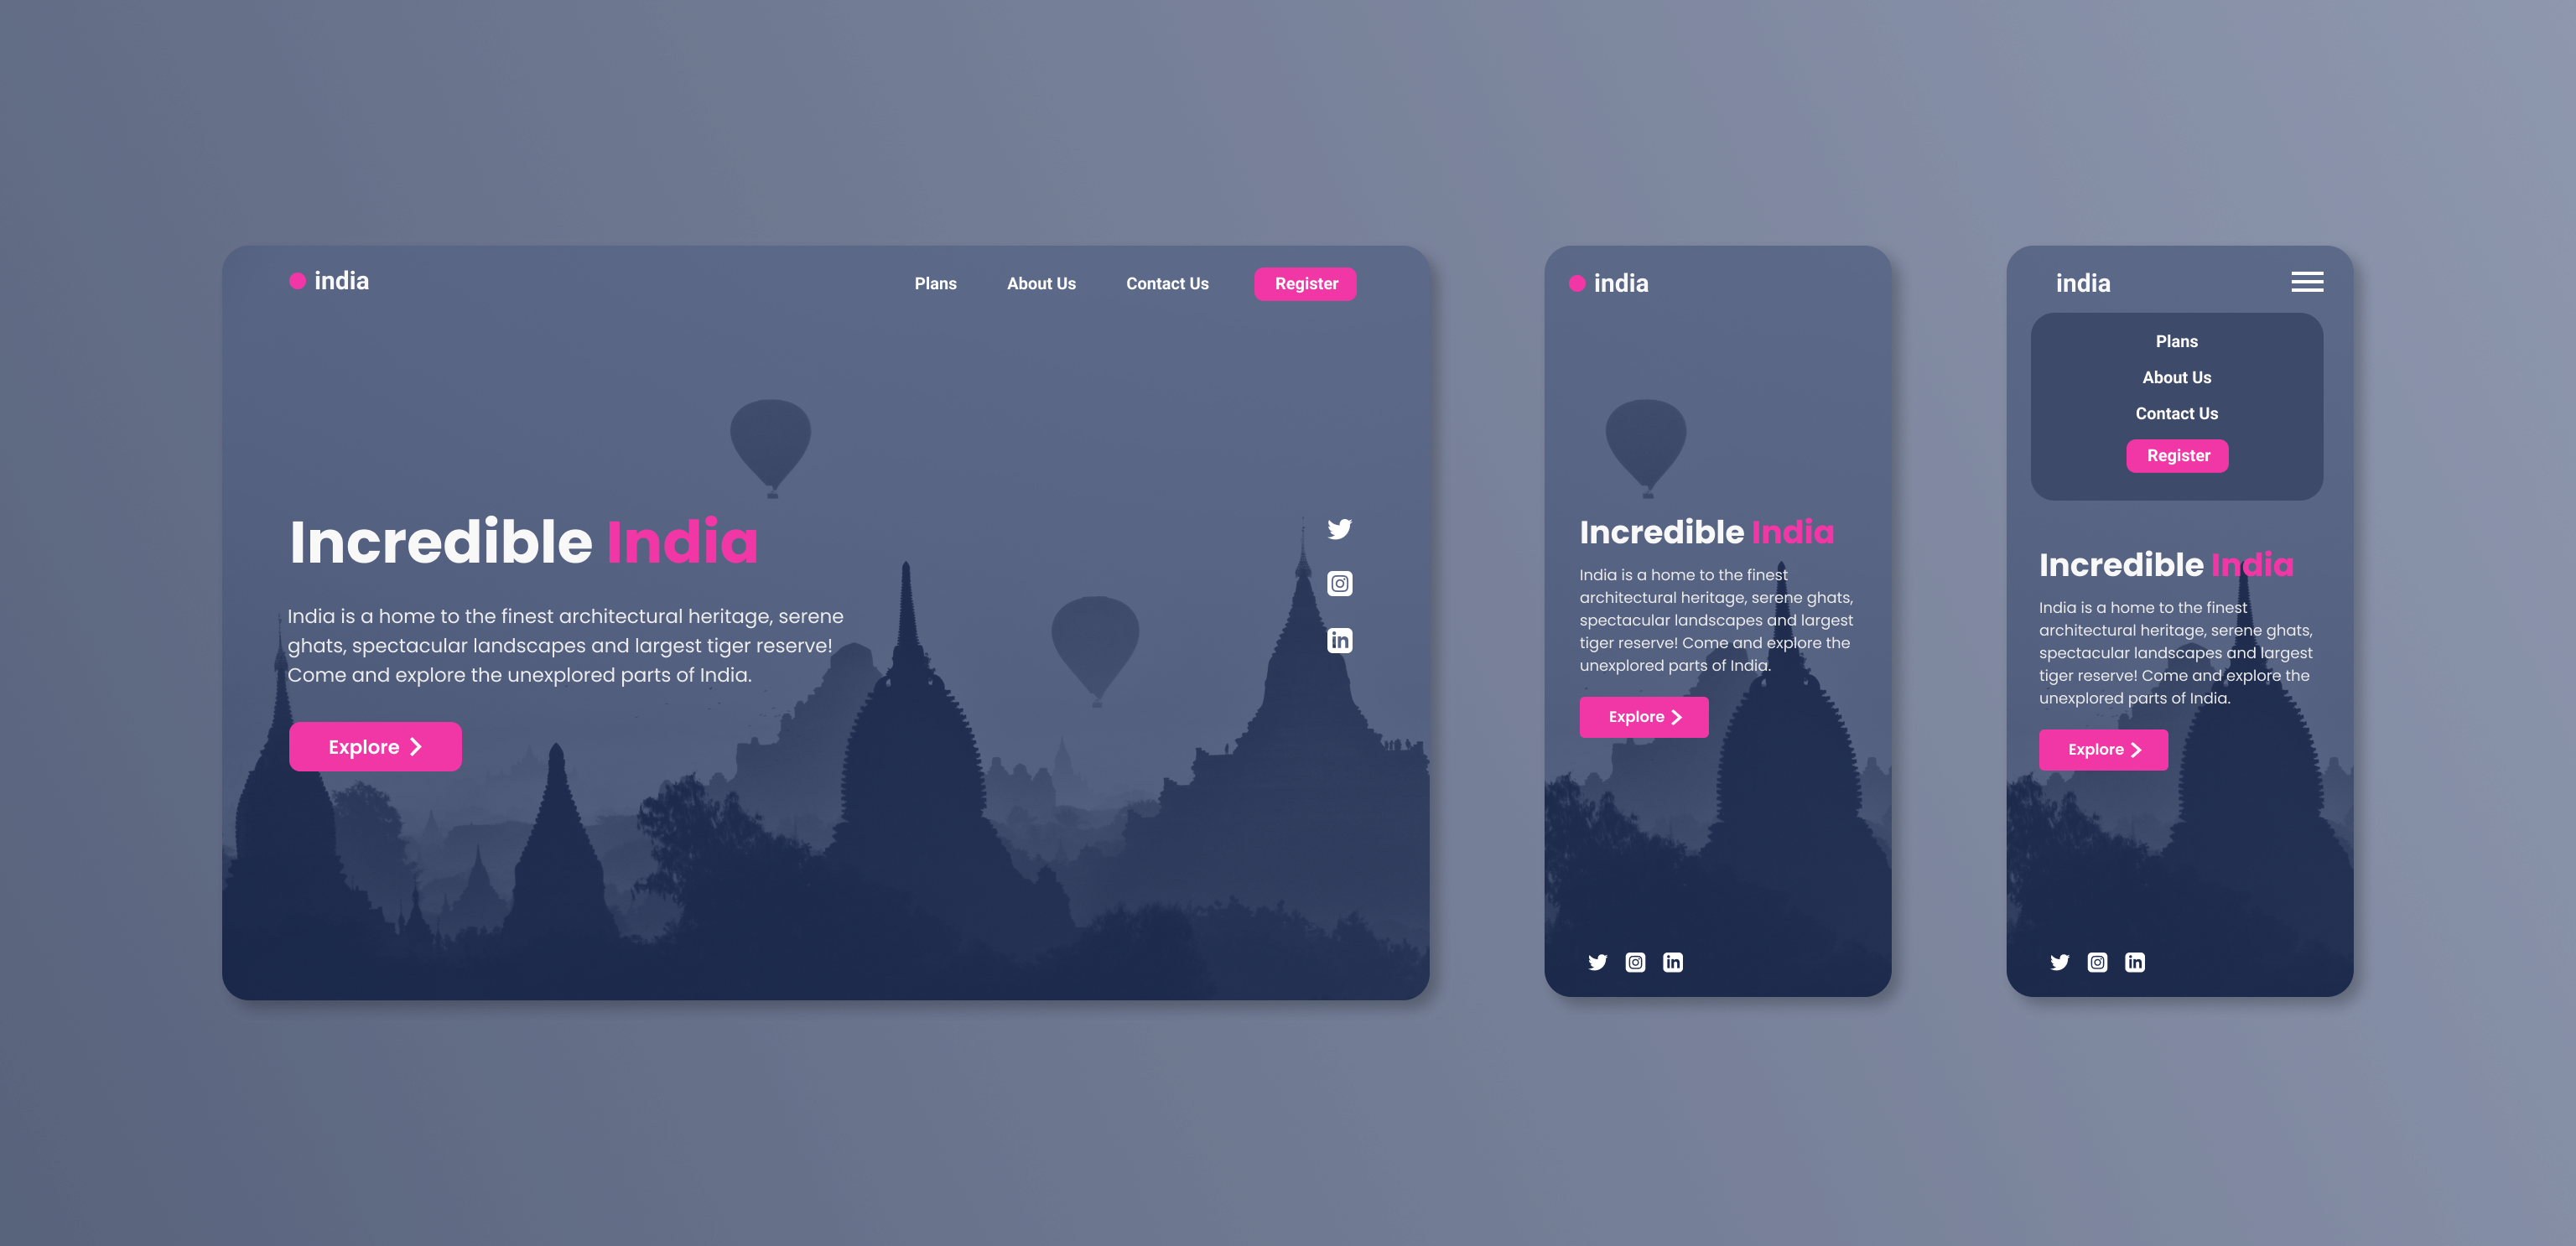 india
Plans
About Us
Contact Us
Register
Incredible India
India is a home to the finest architectural heritage, serene
ghats, spectacular landscapes and largest tiger reserve!
Come and explore the unexplored parts of India.
Explore
in
india
Incredible India
India is a home to the finest
architectural heritage, serene ghats,
spectacular landscapes and largest
tiger reserve! Come and explore the
unexplored parts of India.
Explore
in
india
Plans
About Us
Contact Us
Register
Incredible India
India is a home to the finest
architectural heritage, serene ghats,
spectacular landscapes and largest
tiger reserve! Come and explore the
unexplored parts of India.
Explore
in